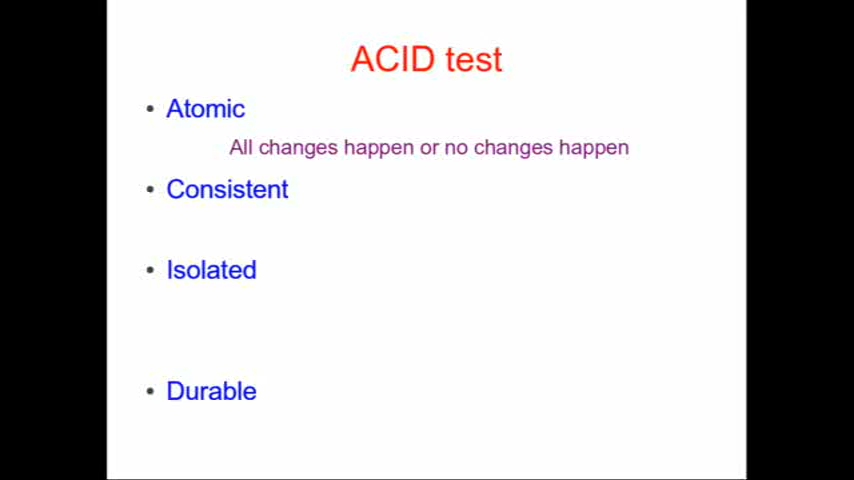 ACID test
• Atomic
All changes happen or no changes happen
• Consistent
• Isolated
• Durable